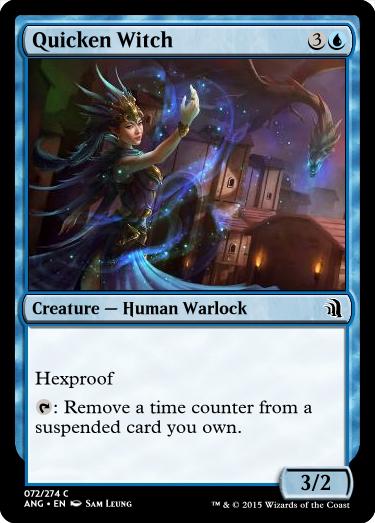 Quicken Witch 3
Creature — Human Warlock
Hexproof
: Remove a time counter from a
suspended card you own.
3/2
072/274 C
ANG • EN Sam Leung
™ & © 2015 Wizards of the Coast